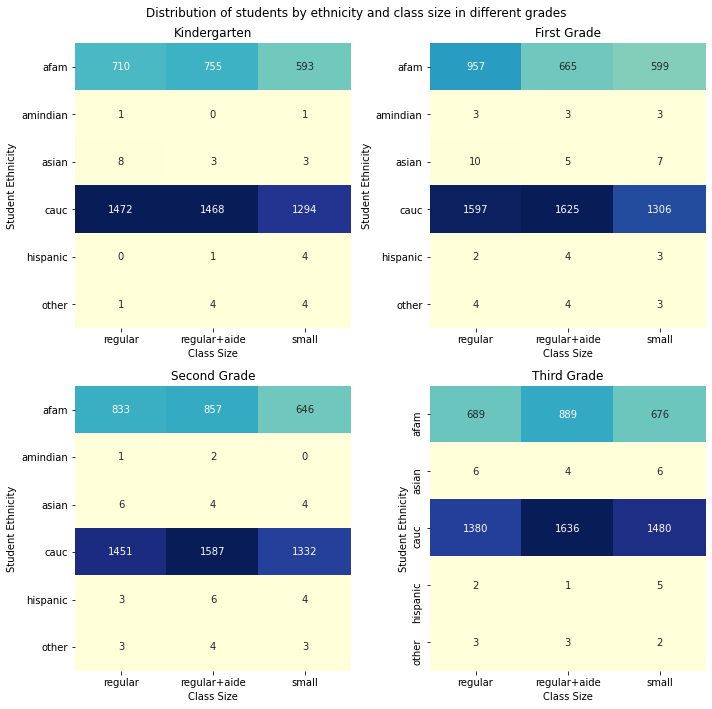 Distribution of students by ethnicity and class size in different grades
Kindergarten
Student Ethnicity
afam 710 755 593
amindian 1 0 1
asian 8 3 3
cauc 1472 1468 1294
hispanic 0 1 4
other 1 4 4
regular regular+aide small
Class Size
First Grade
Student Ethnicity
afam 957 665 599
amindian 3 3 3
asian 10 5 7
cauc 1597 1625 1306
hispanic 2 4 3
other 4 4 3
regular regular+aide small
Class Size
Second Grade
Student Ethnicity
afam 833 857 646
amindian 1 2 0
asian 6 4 4
cauc 1451 1587 1332
hispanic 3 6 4
other 3 4 3
regular regular+aide small
Class Size
Third Grade
Student Ethnicity
afam 689 889 676
asian 6 4 6
cauc 1380 1636 1480
hispanic 2 1 5
other 3 3 2
regular regular+aide small
Class Size